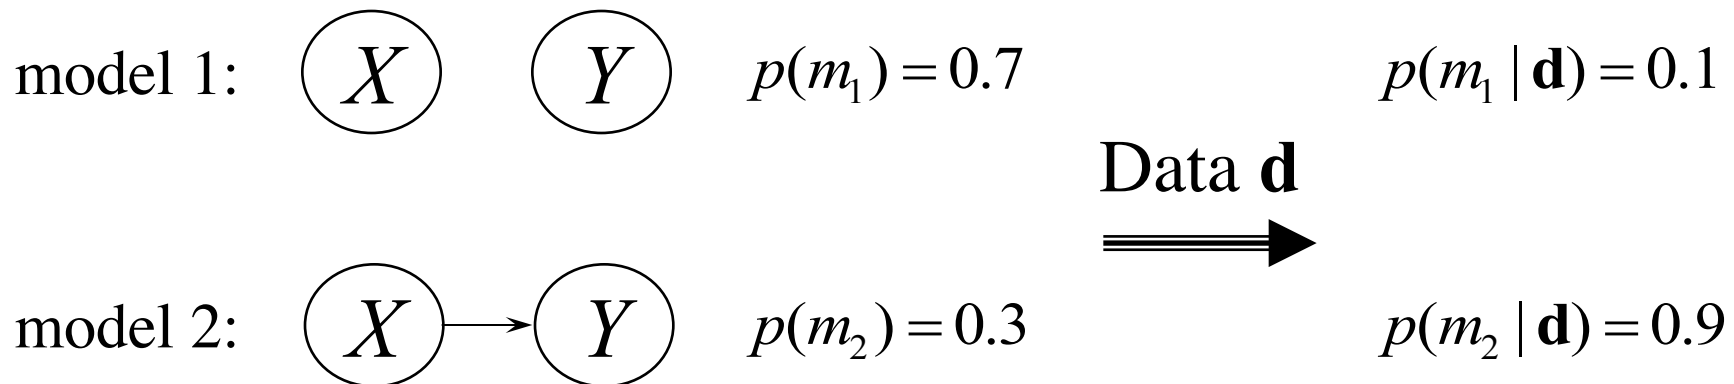 model 1: X Y p(m₁) = 0.7 p(m₁ | d) = 0.1
Data d
model 2: X Y p(m₂) = 0.3 p(m₂ | d) = 0.9